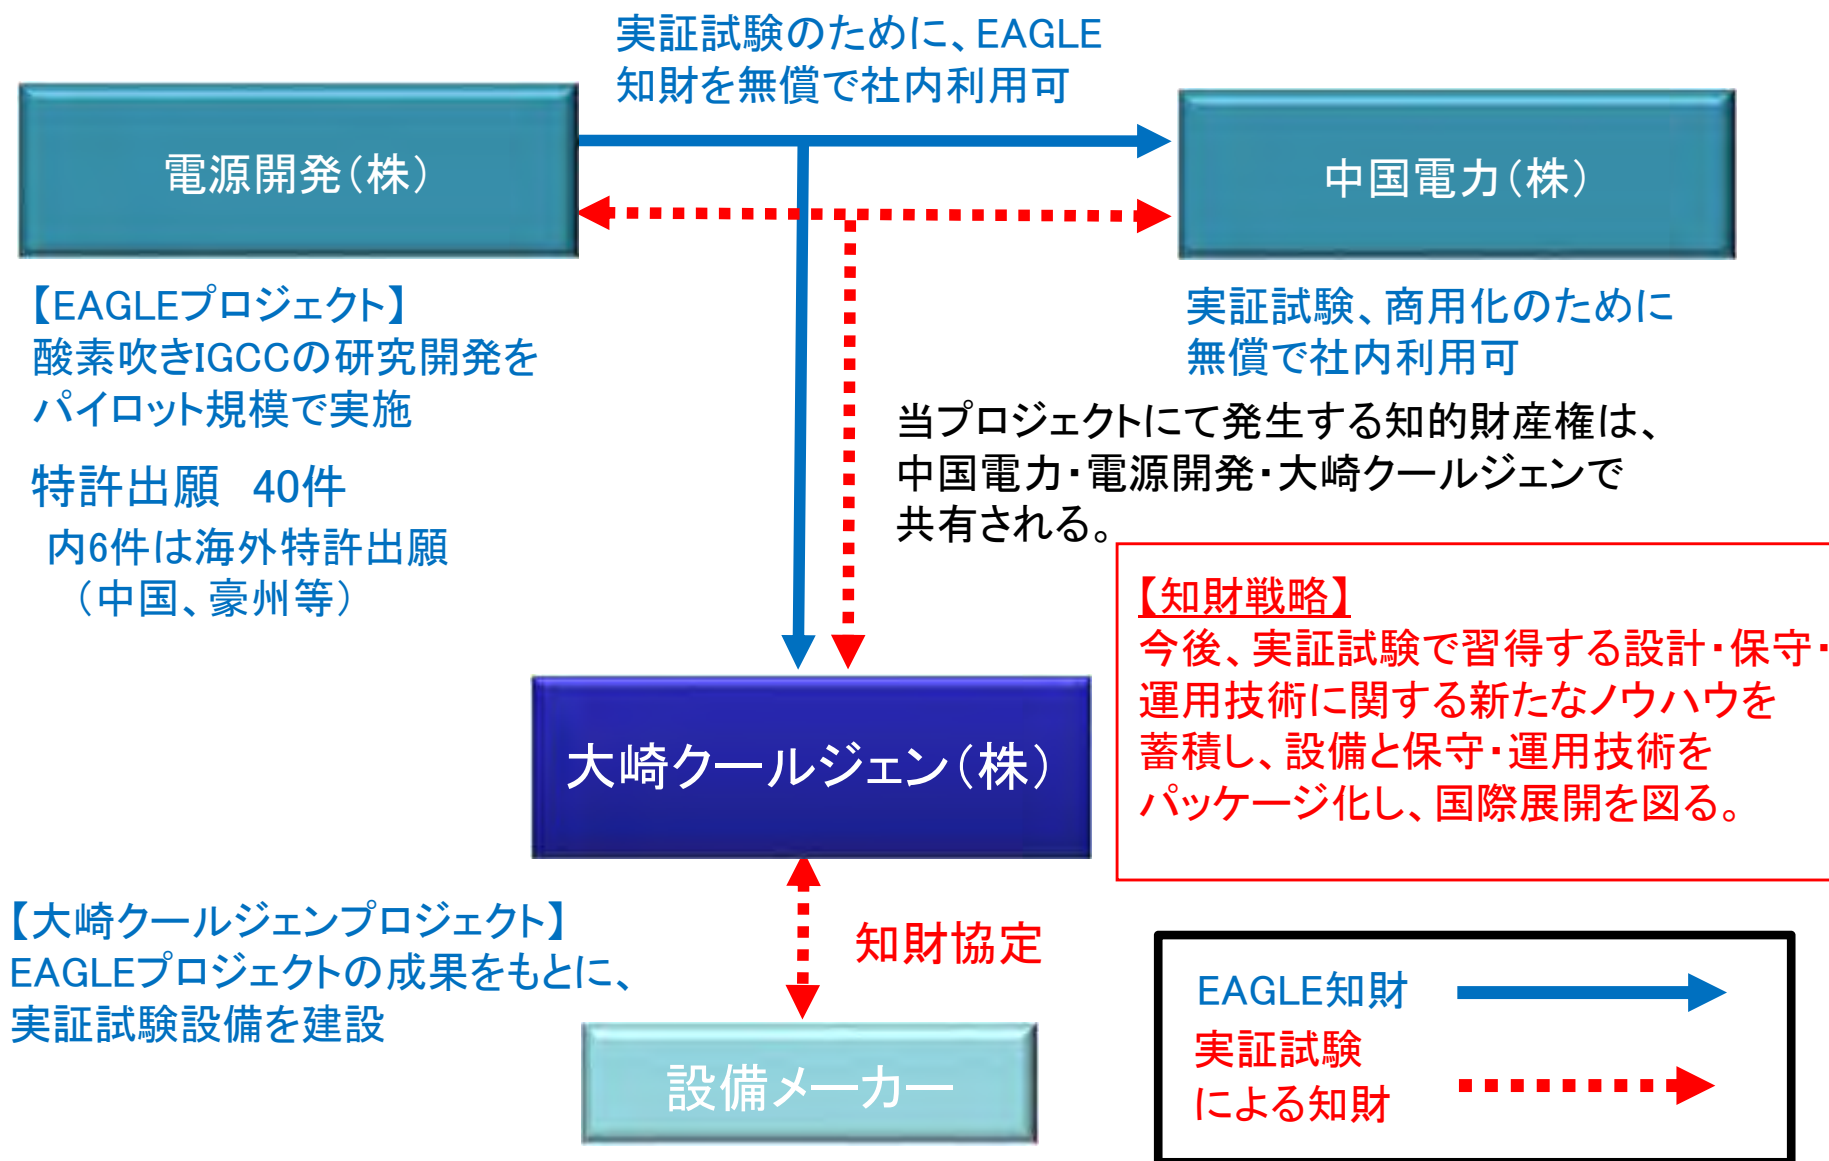 実証試験のために、EAGLE
知財を無償で社内利用可
電源開発(株)
中国電力(株)
【EAGLEプロジェクト】
酸素吹きIGCCの研究開発を
パイロット規模で実施
特許出願 40件
内6件は海外特許出願
(中国、豪州等)
実証試験、商用化のために
無償で社内利用可
当プロジェクトにて発生する知的財産権は、
中国電力・電源開発・大崎クールジェンで
共有される。
【知財戦略】
今後、実証試験で習得する設計・保守・
運用技術に関する新たなノウハウを
蓄積し、設備と保守・運用技術を
パッケージ化し、国際展開を図る。
大崎クールジェン(株)
【大崎クールジェンプロジェクト】
EAGLEプロジェクトの成果をもとに、
実証試験設備を建設
知財協定
設備メーカー
EAGLE知財
実証試験
による知財